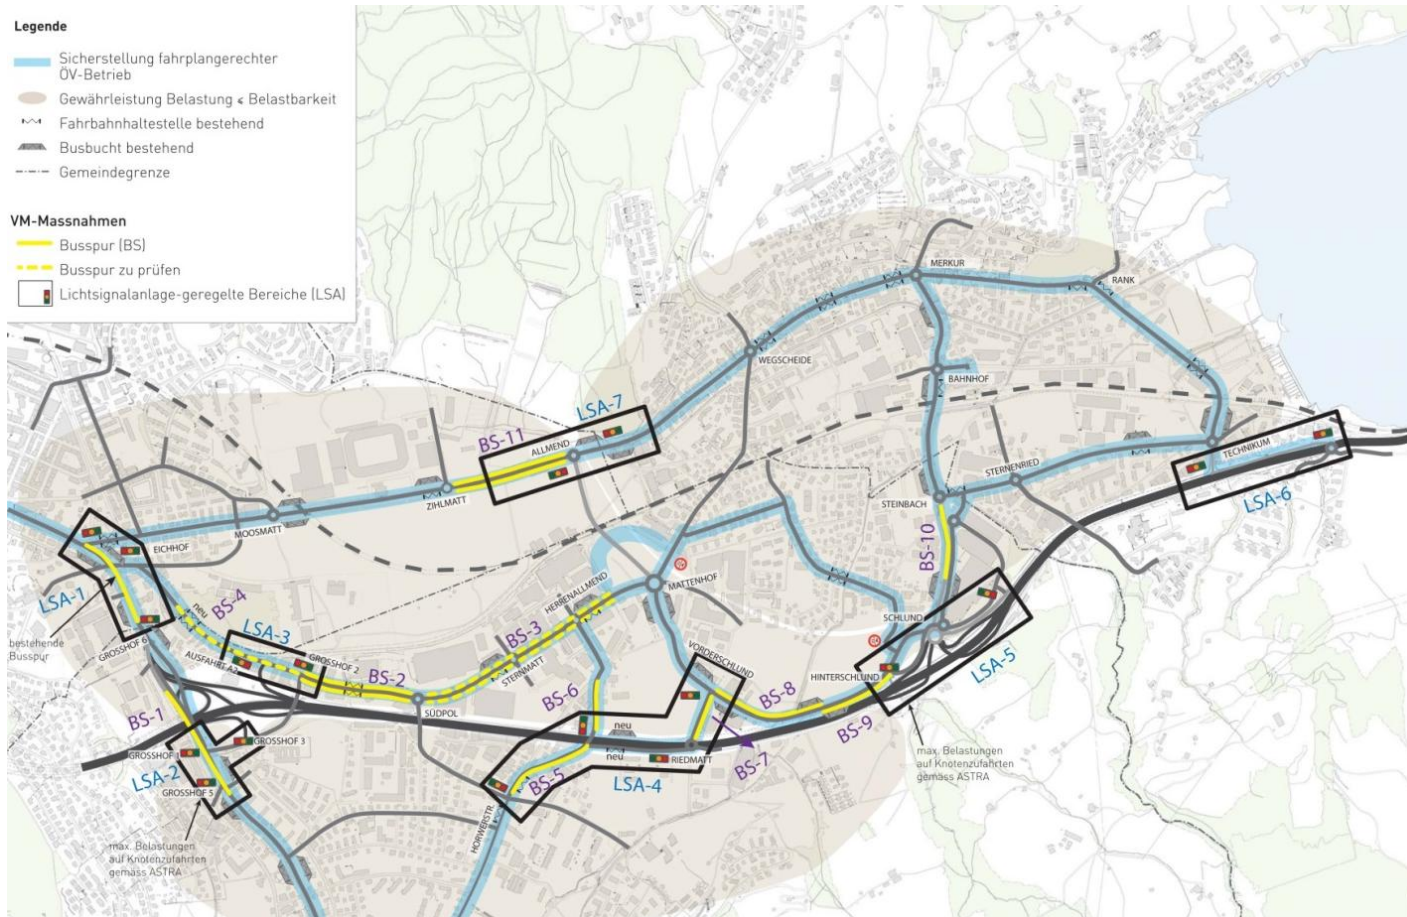 Legende
Sicherstellung fahrplangerechter
ÖV-Betrieb
Gewährleistung Belastung ≤ Belastbarkeit
Fahrbahnhaltestelle bestehend
Busbucht bestehend
Gemeindegrenze
VM-Massnahmen
Busspur (BS)
Busspur zu prüfen
Lichtsignalanlage-geregelte Bereiche (LSA)
MERKUR
RANK
WEGSCHEIDE
BAHNHOF
LSA-7
BS-11
ALLMEND
ZIHLMATT
MOOSMATT
EICHHOF
TECHNIKUM
LSA-6
STERNENRIED
STEINBACH
BS-10
LSA-1
bestehende
Busspur
GROSSHOF 6
neu
BS-4
LSA-3
AUSFAHRT A2
GROSSHOF 2
BS-2
SÜDPOL
BS-3
STERNMATT
HERRENALLMEND
MATTENHOF
SCHLUND
HINTERSCHLUND
LSA-5
VORDERSCHLUND
BS-8
BS-9
BS-6
BS-7
neu
neu
RIEDMATT
LSA-4
BS-5
HORWERSTR.
BS-1
GROSSHOF 1
GROSSHOF 3
LSA-2
GROSSHOF 5
max. Belastungen
auf Knotenzufahrten
gemäss ASTRA
max. Belastungen
auf Knotenzufahrten
gemäss ASTRA